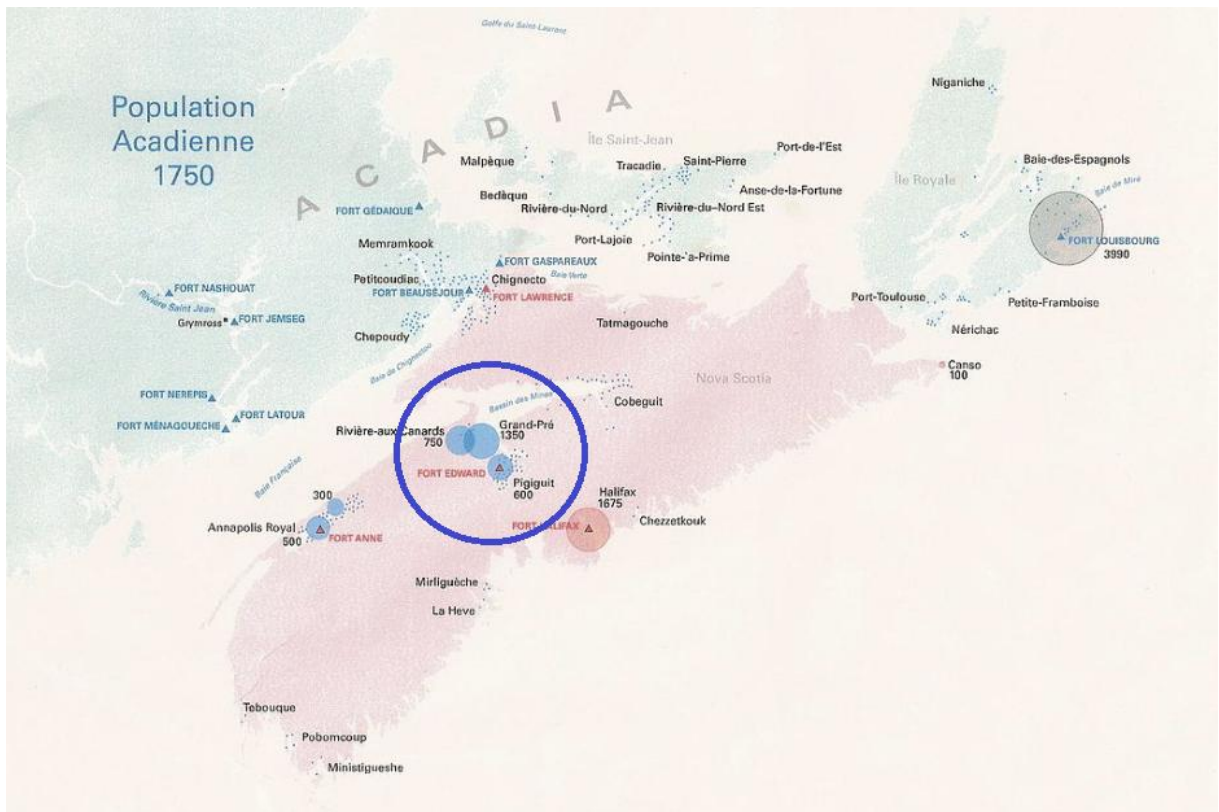 Golfe du Saint-Laurent
Population
Acadienne
1750
ACADIA
Niganiche
Île Saint-Jean
Port-de-l'Est
Malpèque
Tracadie
Saint-Pierre
Baie-des-Espagnols
Île Royale
Baie de Miré
Bedèque
Anse-de-la-Fortune
FORT GÉDAIQUE
Rivière-du-Nord
Rivière-du-Nord Est
Memramkook
Port-Lajoie
FORT LOUISBOURG
3990
Pointe-à-Prime
FORT GASPAREAUX
Baie Verte
Petitcoudiac
Chignecto
FORT NASHOUAT
FORT BEAUSÉJOUR
FORT LAWRENCE
Rivière Saint Jean
Port-Toulouse
Petite-Framboise
Grymross
FORT JEMSEG
Tatmagouche
Nérichac
Chepoudy
Baie de Chignectou
Canso
100
Nova Scotia
FORT NEREPIS
Bassin des Mines
Cobeguit
FORT LATOUR
FORT MÉNAGOUECHE
Rivière-aux-Canards
750
Grand-Pré
1350
Baie Française
FORT EDWARD
Pigiguit
600
300
Halifax
1675
Annapolis Royal
500
FORT ANNE
FORT HALIFAX
Chezzetkouk
Mirliguèche
La Heve
Tebouque
Pobomcoup
Ministigueshe